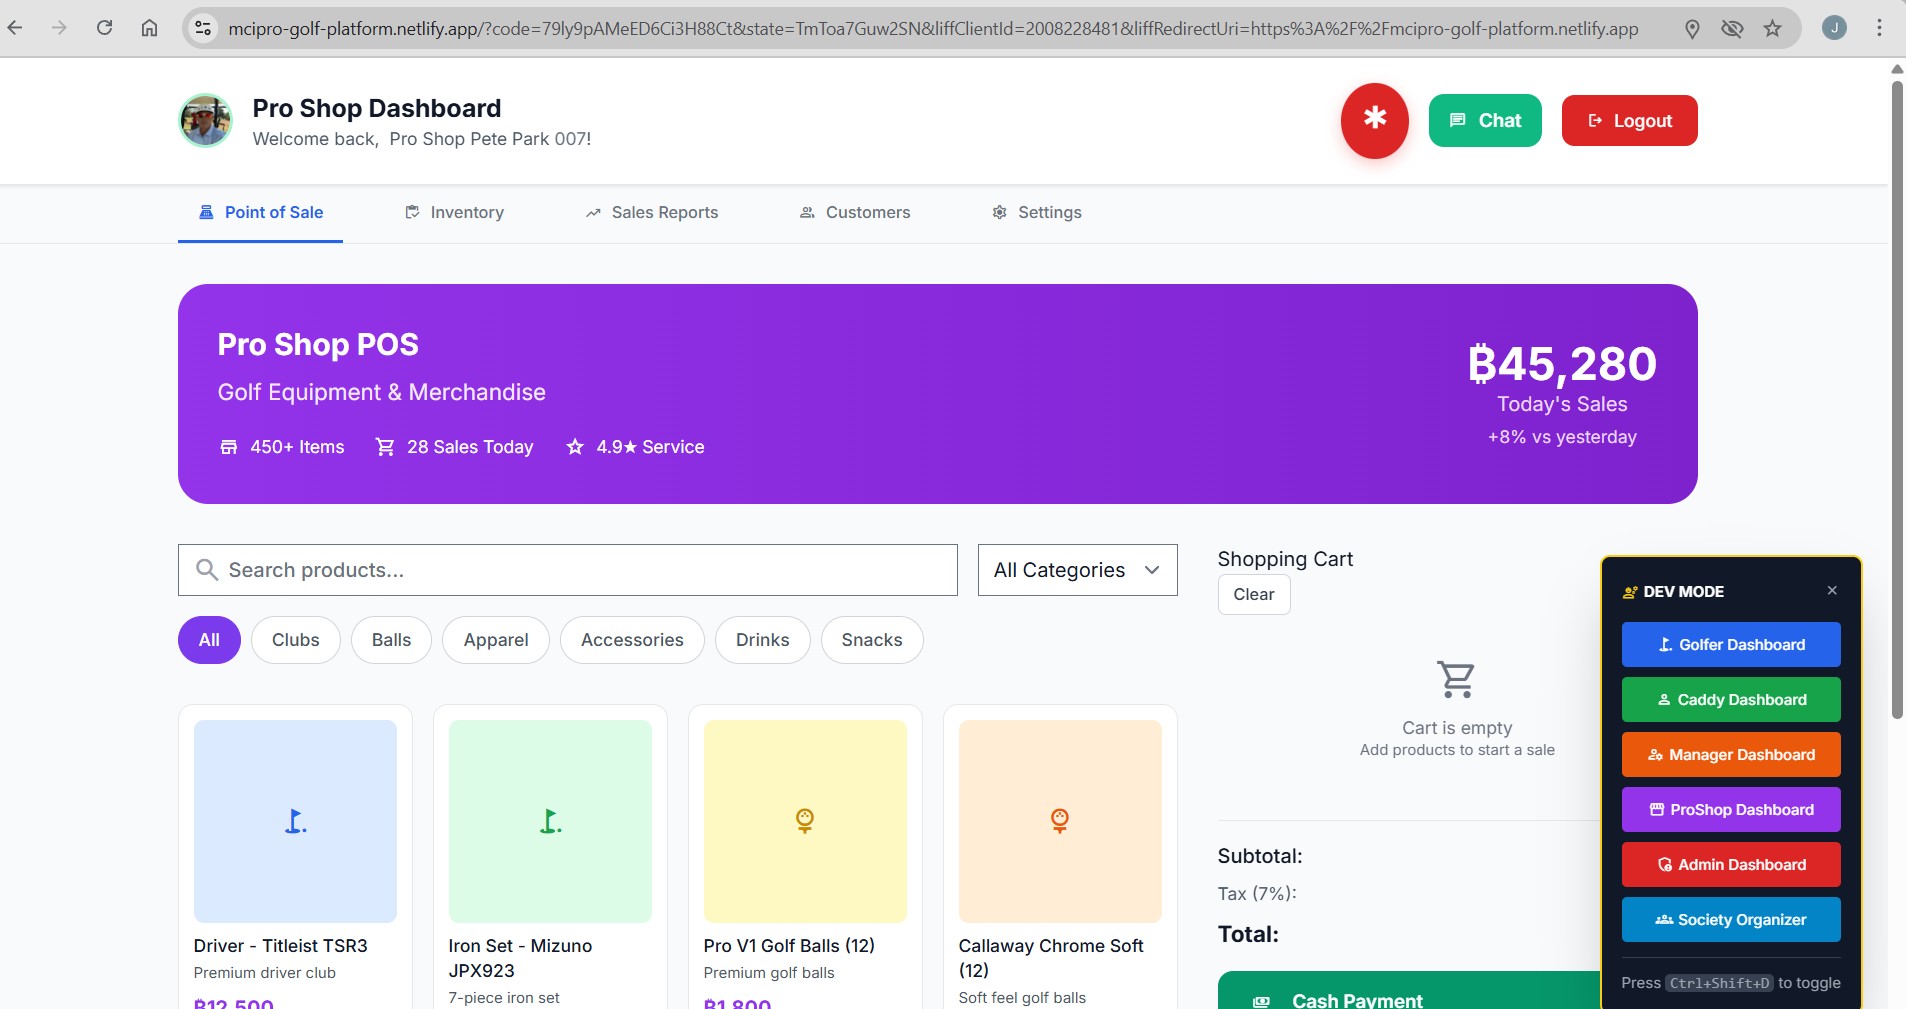 mcipro-golf-platform.netlify.app/?code=79ly9pAMeED6Ci3H88Ct&state=TmToa7Guw2SN&liffClientId=2008228481&liffRedirectUri=https%3A%2F%2Fmcipro-golf-platform.netlify.app
J
Pro Shop Dashboard
Welcome back, Pro Shop Pete Park 007!
Chat
Logout
Point of Sale
Inventory
Sales Reports
Customers
Settings
Pro Shop POS
Golf Equipment & Merchandise
450+ Items
28 Sales Today
4.9★ Service
฿45,280
Today's Sales
+8% vs yesterday
Search products...
All Categories
All
Clubs
Balls
Apparel
Accessories
Drinks
Snacks
Driver - Titleist TSR3
Premium driver club
฿12,500
Iron Set - Mizuno
JPX923
7-piece iron set
Pro V1 Golf Balls (12)
Premium golf balls
฿1,800
Callaway Chrome Soft
(12)
Soft feel golf balls
Shopping Cart
Clear
Cart is empty
Add products to start a sale
Subtotal:
Tax (7%):
Total:
Cash Payment
DEV MODE
Golfer Dashboard
Caddy Dashboard
Manager Dashboard
ProShop Dashboard
Admin Dashboard
Society Organizer
Press Ctrl+Shift+D to toggle